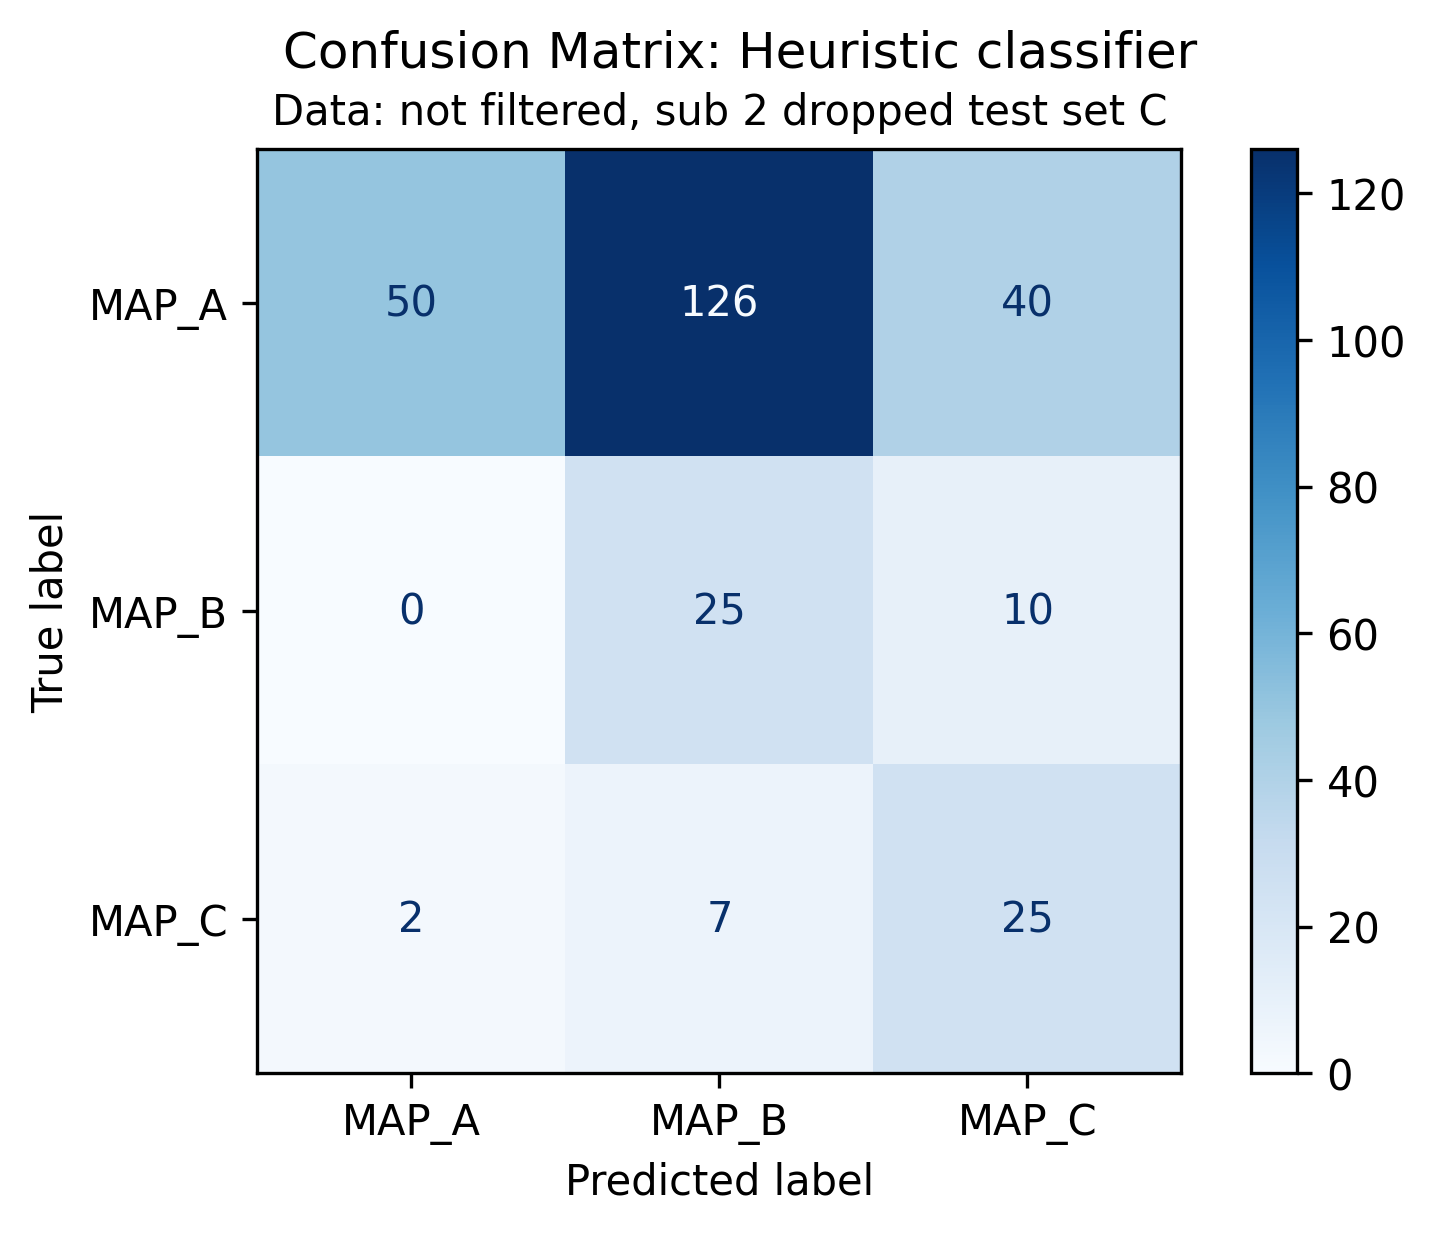 Confusion Matrix: Heuristic classifier
Data: not filtered, sub 2 dropped test set C
True label
MAP_A
50
126
40
MAP_B
0
25
10
MAP_C
2
7
25
MAP_A
MAP_B
MAP_C
Predicted label
120
100
80
60
40
20
0